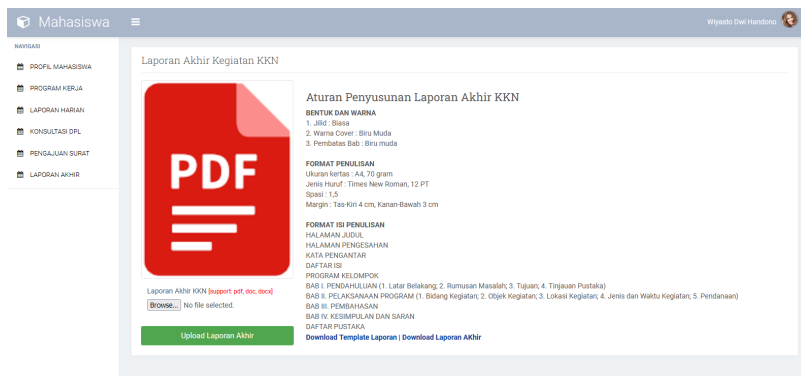 Mahasiswa
Wiyasto Dwi Handono
NAVIGASI
PROFIL MAHASISWA
PROGRAM KERJA
LAPORAN HARIAN
KONSULTASI DPL
PENGAJUAN SURAT
LAPORAN AKHIR
Laporan Akhir Kegiatan KKN
PDF
Laporan Akhir KKN [support: pdf, doc, docx]
Browse... No file selected.
Upload Laporan Akhir
Aturan Penyusunan Laporan Akhir KKN
BENTUK DAN WARNA
1. Jilid : Biasa
2. Warna Cover : Biru Muda
3. Pembatas Bab : Biru muda
FORMAT PENULISAN
Ukuran kertas : A4, 70 gram
Jenis Huruf : Times New Roman, 12 PT
Spasi : 1,5
Margin : Tas-Kiri 4 cm, Kanan-Bawah 3 cm
FORMAT ISI PENULISAN
HALAMAN JUDUL
HALAMAN PENGESAHAN
KATA PENGANTAR
DAFTAR ISI
PROGRAM KELOMPOK
BAB I. PENDAHULUAN (1. Latar Belakang; 2. Rumusan Masalah; 3. Tujuan; 4. Tinjauan Pustaka)
BAB II. PELAKSANAAN PROGRAM (1. Bidang Kegiatan; 2. Objek Kegiatan; 3. Lokasi Kegiatan; 4. Jenis dan Waktu Kegiatan; 5. Pendanaan)
BAB III. PEMBAHASAN
BAB IV. KESIMPULAN DAN SARAN
DAFTAR PUSTAKA
Download Template Laporan | Download Laporan AKhir